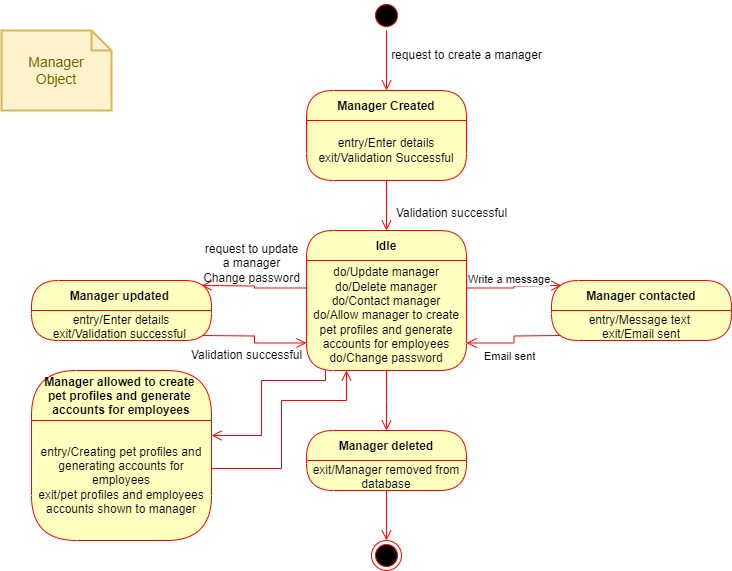 Manager
Object
request to create a manager
Manager Created
entry/Enter details
exit/Validation Successful
Validation successful
Idle
do/Update manager
do/Delete manager
do/Contact manager
do/Allow manager to create
pet profiles and generate
accounts for employees
do/Change password
request to update
a manager
Change password
Manager updated
entry/Enter details
exit/Validation successful
Validation successful
Write a message
Manager contacted
entry/Message text
exit/Email sent
Email sent
Manager allowed to create
pet profiles and generate
accounts for employees
entry/Creating pet profiles and
generating accounts for
employees
exit/pet profiles and employees
accounts shown to manager
Manager deleted
exit/Manager removed from
database